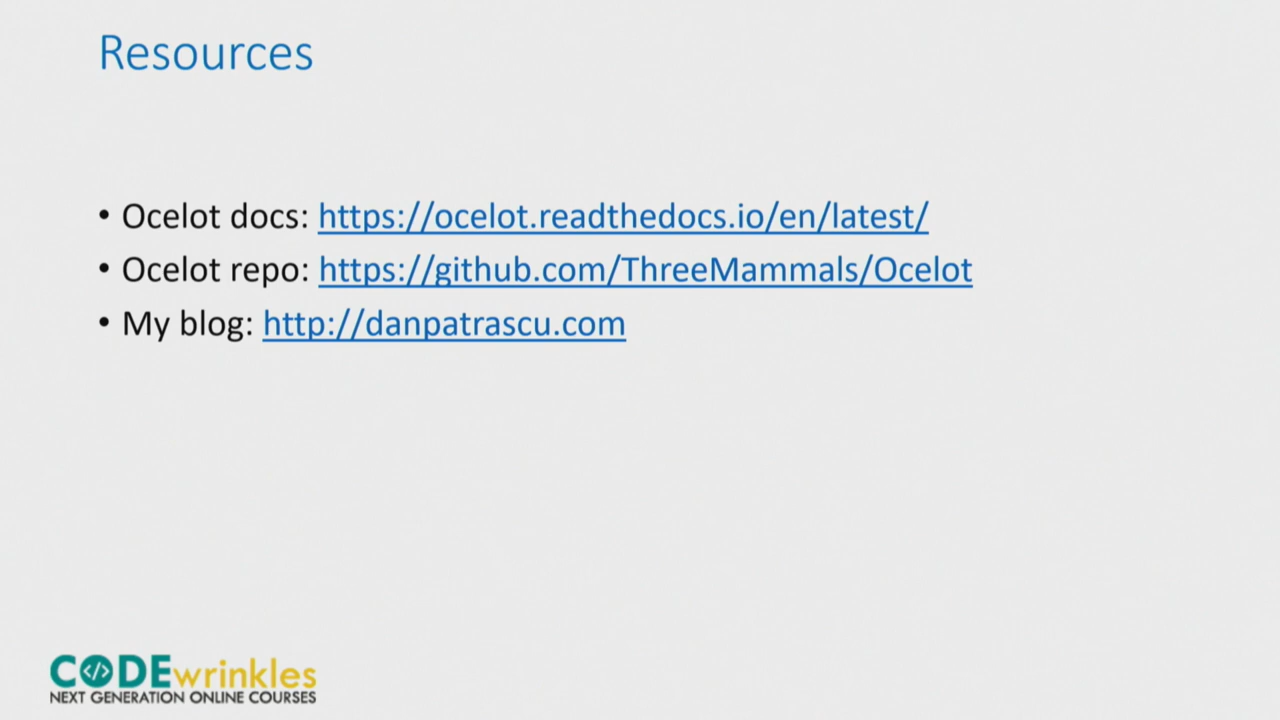 Resources
• Ocelot docs: https://ocelot.readthedocs.io/en/latest/
• Ocelot repo: https://github.com/ThreeMammals/Ocelot
• My blog: http://danpatrascu.com
C</>DEwrinkles
NEXT GENERATION ONLINE COURSES